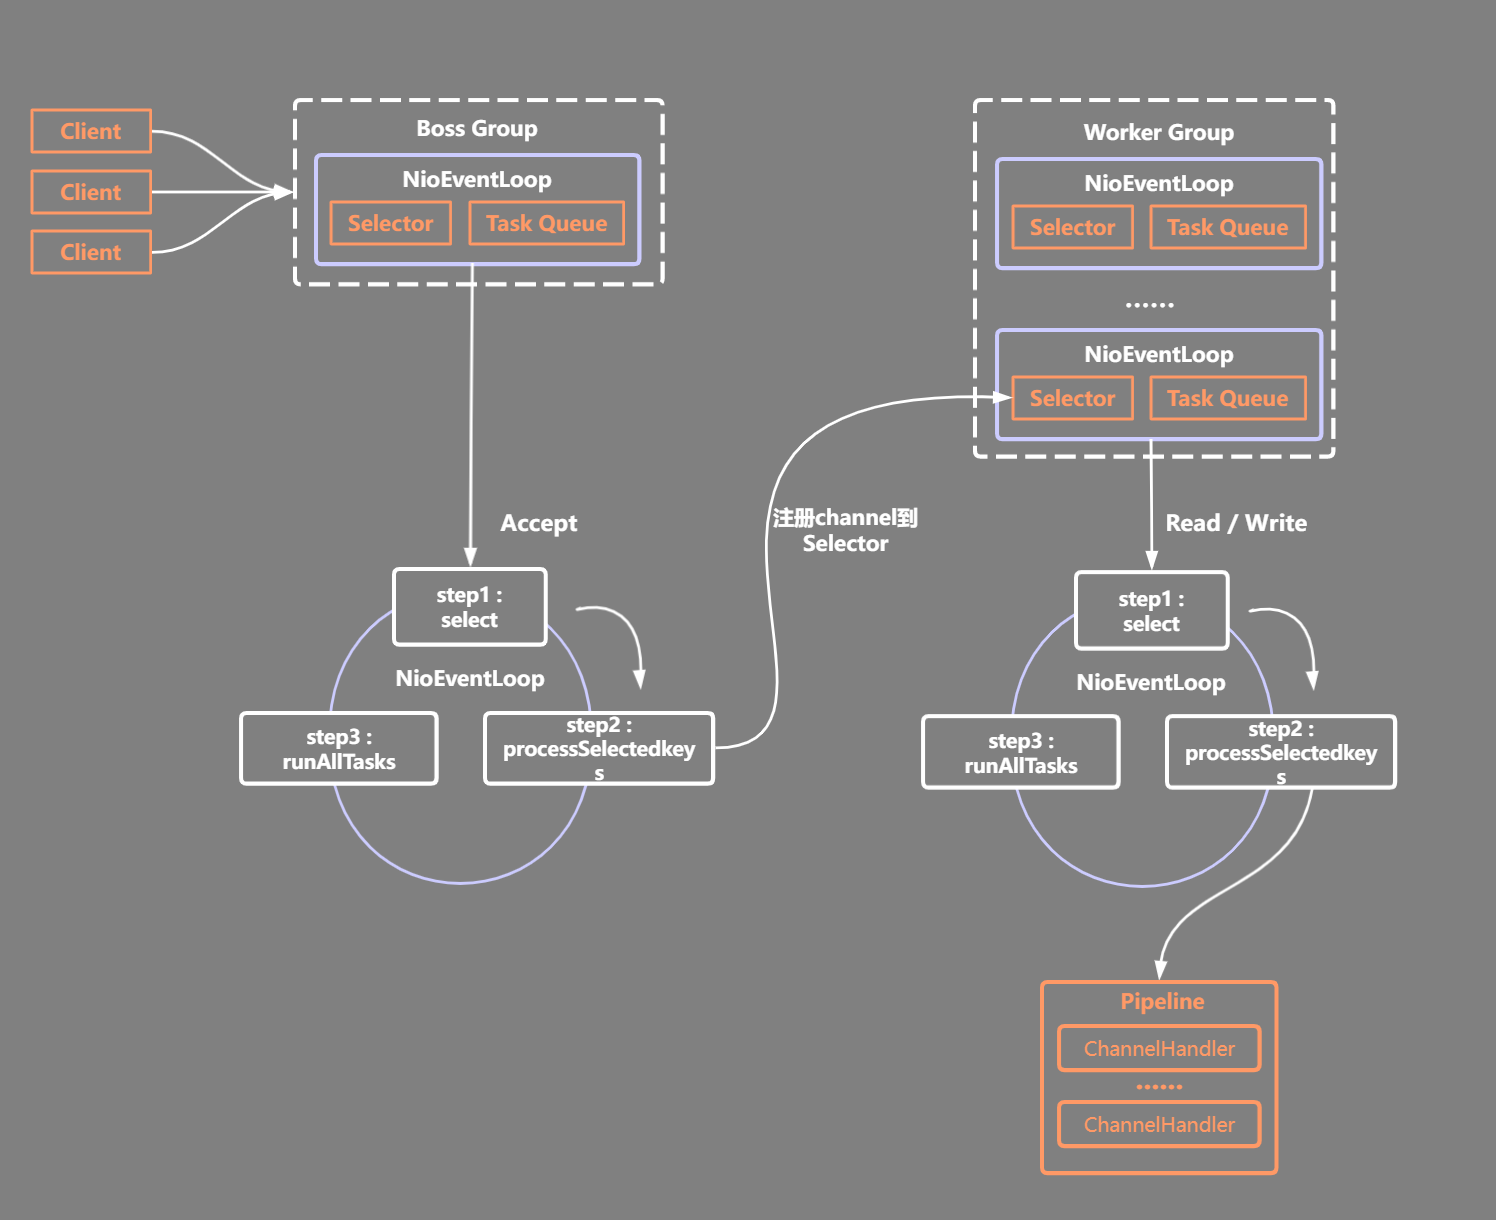 Client
Client
Client
Boss Group
NioEventLoop
Selector
Task Queue
Worker Group
NioEventLoop
Selector
Task Queue
......
NioEventLoop
Selector
Task Queue
Accept
注册channel到
Selector
Read / Write
step1 :
select
NioEventLoop
step3 :
runAllTasks
step2 :
processSelectedkey
s
step1 :
select
NioEventLoop
step3 :
runAllTasks
step2 :
processSelectedkey
s
Pipeline
ChannelHandler
......
ChannelHandler